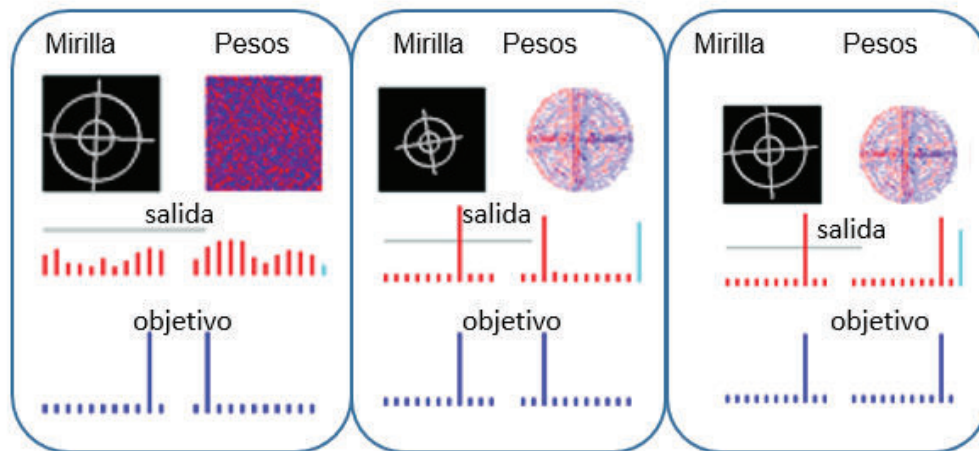 Mirilla Pesos
salida
objetivo
Mirilla Pesos
salida
objetivo
Mirilla Pesos
salida
objetivo